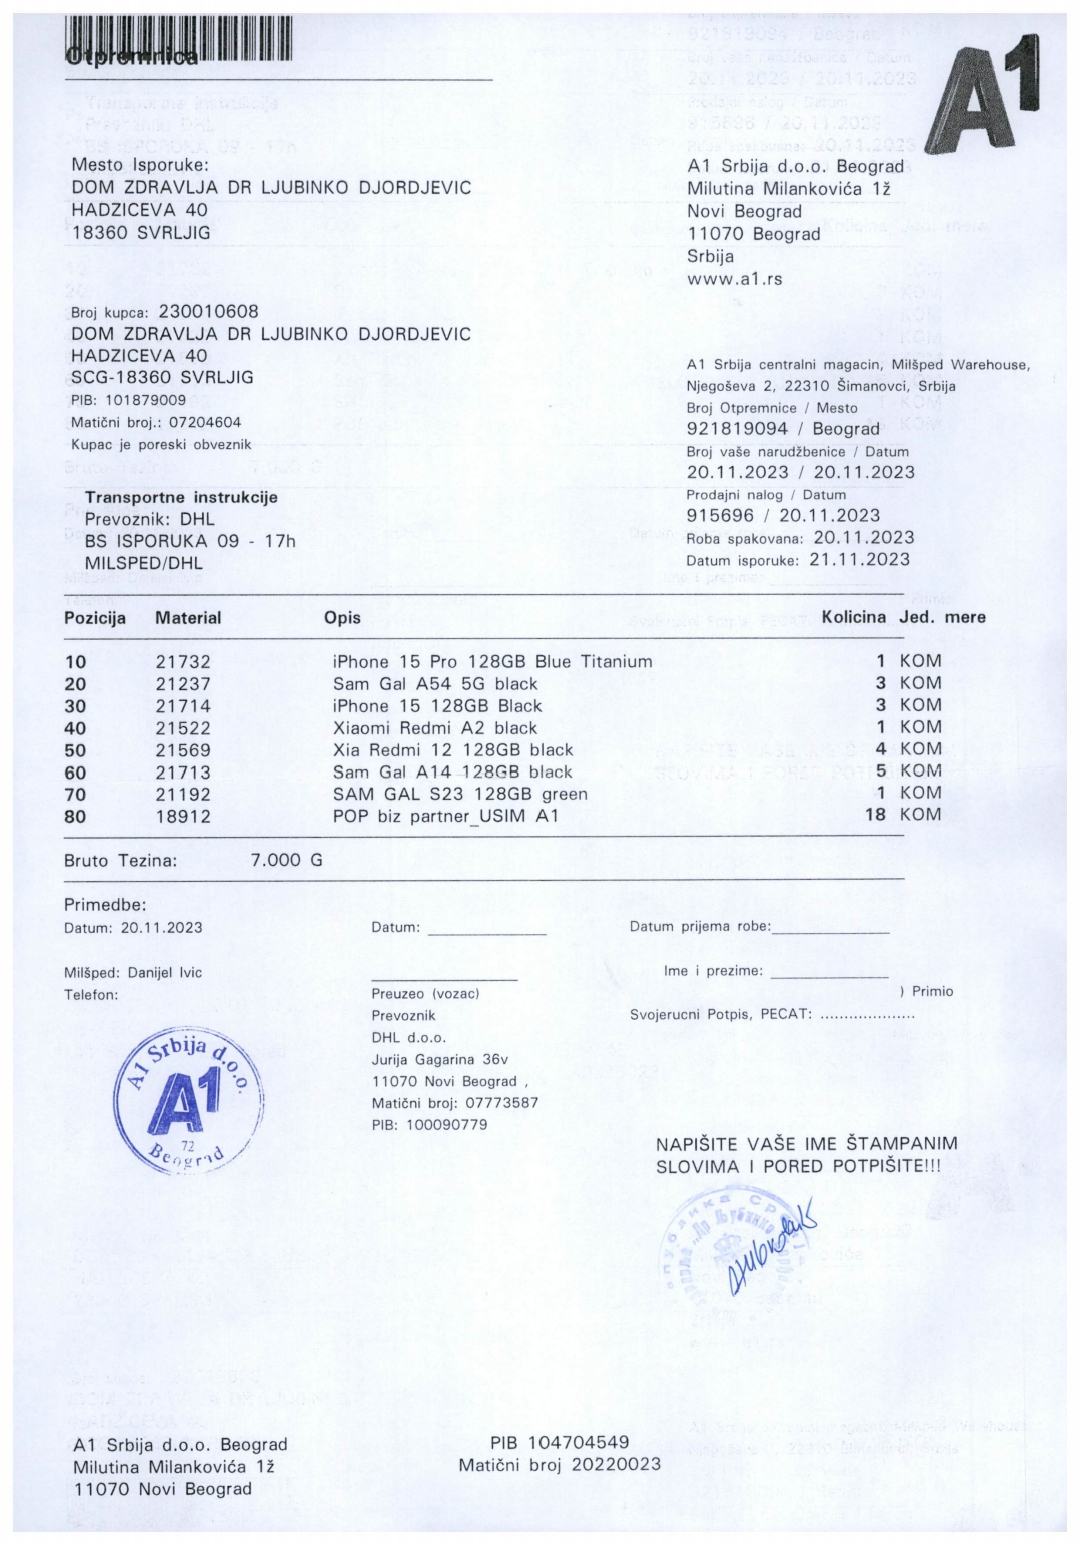 Otpremnica
A1
Mesto Isporuke:
DOM ZDRAVLJA DR LJUBINKO DJORDJEVIC
HADZICEVA 40
18360 SVRLJIG
A1 Srbija d.o.o. Beograd
Milutina Milankovića 1ž
Novi Beograd
11070 Beograd
Srbija
www.a1.rs
Broj kupca: 230010608
DOM ZDRAVLJA DR LJUBINKO DJORDJEVIC
HADZICEVA 40
SCG-18360 SVRLJIG
PIB: 101879009
Matični broj.: 07204604
Kupac je poreski obveznik
A1 Srbija centralni magacin, Milšped Warehouse,
Njegoševa 2, 22310 Šimanovci, Srbija
Broj Otpremnice / Mesto
921819094 / Beograd
Broj vaše narudžbenice / Datum
20.11.2023 / 20.11.2023
Prodajni nalog / Datum
915696 / 20.11.2023
Roba spakovana: 20.11.2023
Datum isporuke: 21.11.2023
Transportne instrukcije
Prevoznik: DHL
BS ISPORUKA 09 - 17h
MILSPED/DHL
Pozicija Material Opis Kolicina Jed. mere
10 21732 iPhone 15 Pro 128GB Blue Titanium 1 KOM
20 21237 Sam Gal A54 5G black 3 KOM
30 21714 iPhone 15 128GB Black 3 KOM
40 21522 Xiaomi Redmi A2 black 1 KOM
50 21569 Xia Redmi 12 128GB black 4 KOM
60 21713 Sam Gal A14 128GB black 5 KOM
70 21192 SAM GAL S23 128GB green 1 KOM
80 18912 POP biz partner_USIM A1 18 KOM
Bruto Tezina: 7.000 G
Primedbe:
Datum: 20.11.2023
Milšped: Danijel Ivic
Telefon:
A1 Srbija d.o.o.
A1
72
Beograd
Datum: ____________
Preuzeo (vozac)
Prevoznik
DHL d.o.o.
Jurija Gagarina 36v
11070 Novi Beograd ,
Matični broj: 07773587
PIB: 100090779
Datum prijema robe:____________
Ime i prezime: ____________
) Primio
Svojerucni Potpis, PECAT: ....................
NAPIŠITE VAŠE IME ŠTAMPANIM
SLOVIMA I PORED POTPIŠITE!!!
A1 Srbija d.o.o. Beograd
Milutina Milankovića 1ž
11070 Novi Beograd
PIB 104704549
Matični broj 20220023